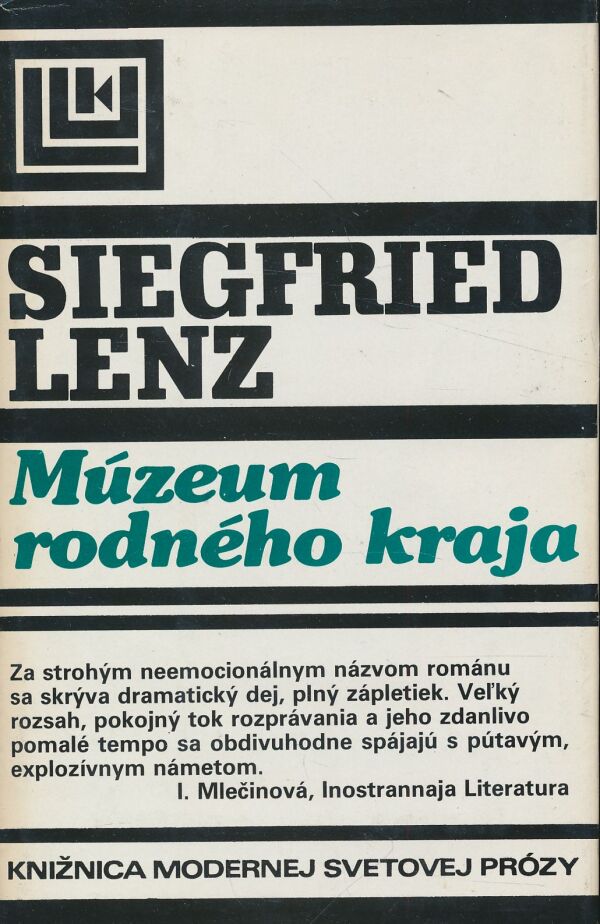 SIEGFRIED
LENZ
Múzeum
rodného kraja
Za strohým neemocionálnym názvom románu
sa skrýva dramatický dej, plný zápletiek. Veľký
rozsah, pokojný tok rozprávania a jeho zdanlivo
pomalé tempo sa obdivuhodne spájajú s pútavým,
explozívnym námetom.
I. Mlečinová, Inostrannaja Literatura
KNIŽNICA MODERNEJ SVETOVEJ PRÓZY